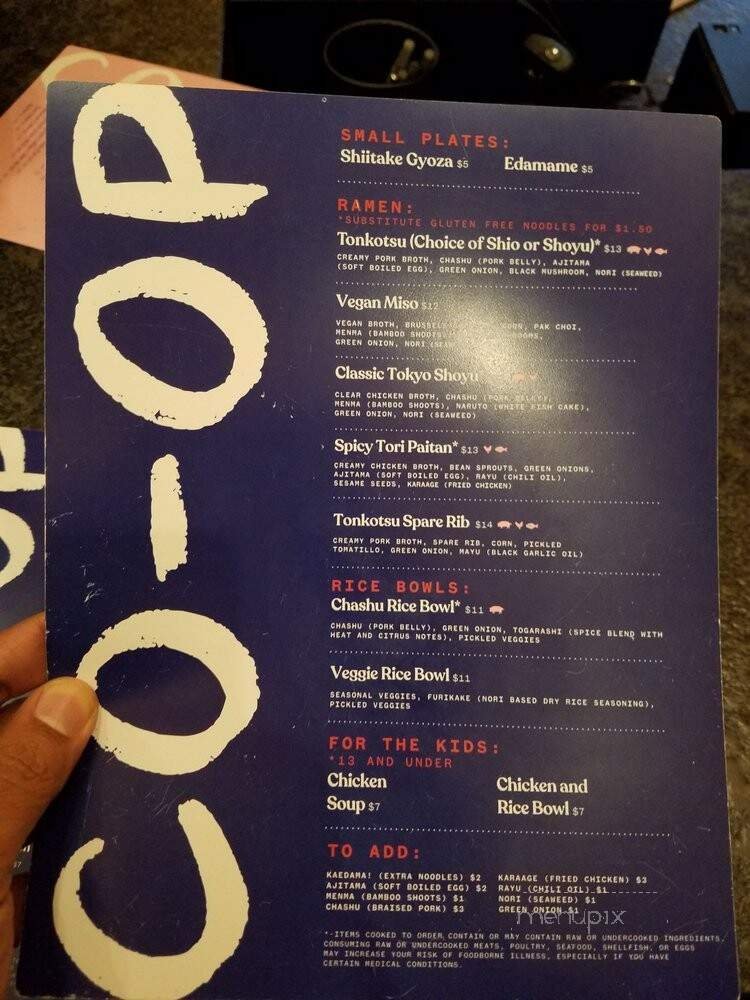 CO-OP
SMALL PLATES:
Shiitake Gyoza $5 Edamame $5
RAMEN:
*SUBSTITUTE GLUTEN FREE NOODLES FOR $1.50
Tonkotsu (Choice of Shio or Shoyu)* $13
CREAMY PORK BROTH, CHASHU (PORK BELLY), AJITAMA
(SOFT BOILED EGG), GREEN ONION, BLACK MUSHROOM, NORI (SEAWEED)
Vegan Miso $12
VEGAN BROTH, CORN, PAK CHOI,
MENMA (BAMBOO SHOOTS),
GREEN ONION, NORI
Classic Tokyo Shoyu
CLEAR CHICKEN BROTH, CHASHU (PORK BELLY),
MENMA (BAMBOO SHOOTS), NARUTO (WHITE FISH CAKE),
GREEN ONION, NORI (SEAWEED)
Spicy Tori Paitan* $13
CREAMY CHICKEN BROTH, BEAN SPROUTS, GREEN ONIONS,
AJITAMA (SOFT BOILED EGG), RAYU (CHILI OIL),
SESAME SEEDS, KARAAGE (FRIED CHICKEN)
Tonkotsu Spare Rib $14
CREAMY PORK BROTH, SPARE RIB, CORN, PICKLED
TOMATILLO, GREEN ONION, MAYU (BLACK GARLIC OIL)
RICE BOWLS:
Chashu Rice Bowl* $11
CHASHU (PORK BELLY), GREEN ONION, TOGARASHI (SPICE BLEND WITH
HEAT AND CITRUS NOTES), PICKLED VEGGIES
Veggie Rice Bowl $11
SEASONAL VEGGIES, FURIKAKE (NORI BASED DRY RICE SEASONING),
PICKLED VEGGIES
FOR THE KIDS:
*13 AND UNDER
Chicken
Soup $7
Chicken and
Rice Bowl $7
TO ADD:
KAEDAMA! (EXTRA NOODLES) $2
AJITAMA (SOFT BOILED EGG) $2
MENMA (BAMBOO SHOOTS) $1
CHASHU (BRAISED PORK) $3
KARAAGE (FRIED CHICKEN) $3
RAYU (CHILI OIL) $1
NORI (SEAWEED) $1
GREEN ONION $1
menupix
*-ITEMS COOKED TO ORDER CONTAIN OR MAY CONTAIN RAW OR UNDERCOOKED INGREDIENTS.
CONSUMING RAW OR UNDERCOOKED MEATS, POULTRY, SEAFOOD, SHELLFISH, OR EGGS
MAY INCREASE YOUR RISK OF FOODBORNE ILLNESS, ESPECIALLY IF YOU HAVE
CERTAIN MEDICAL CONDITIONS.